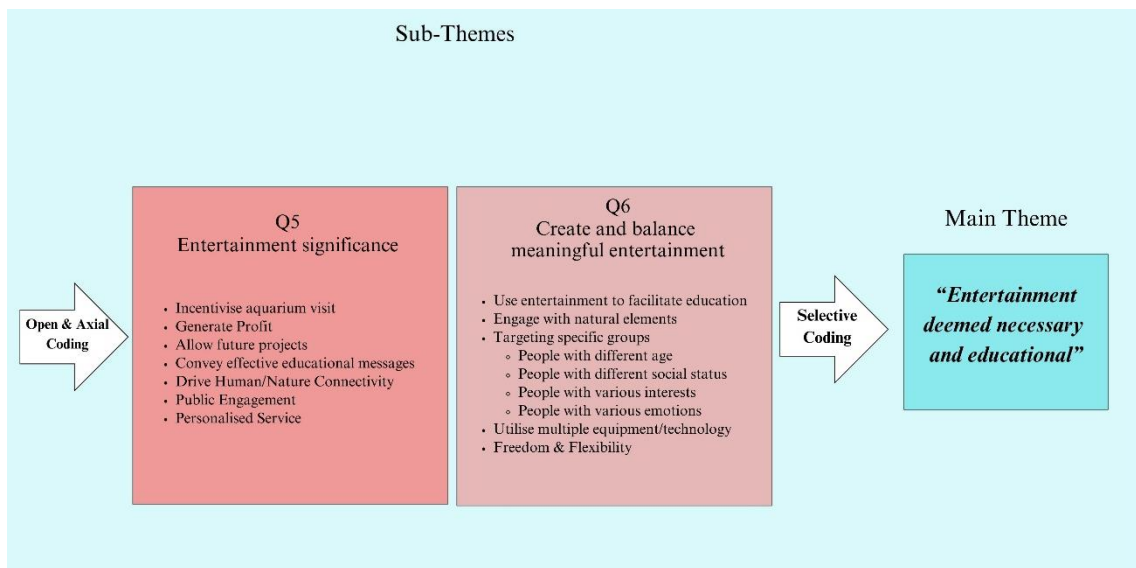 Sub-Themes
Open & Axial
Coding
Q5
Entertainment significance
• Incentivise aquarium visit
• Generate Profit
• Allow future projects
• Convey effective educational messages
• Drive Human/Nature Connectivity
• Public Engagement
• Personalised Service
Q6
Create and balance
meaningful entertainment
• Use entertainment to facilitate education
• Engage with natural elements
• Targeting specific groups
◦ People with different age
◦ People with different social status
◦ People with various interests
◦ People with various emotions
• Utilise multiple equipment/technology
• Freedom & Flexibility
Selective
Coding
Main Theme
“Entertainment
deemed necessary
and educational”